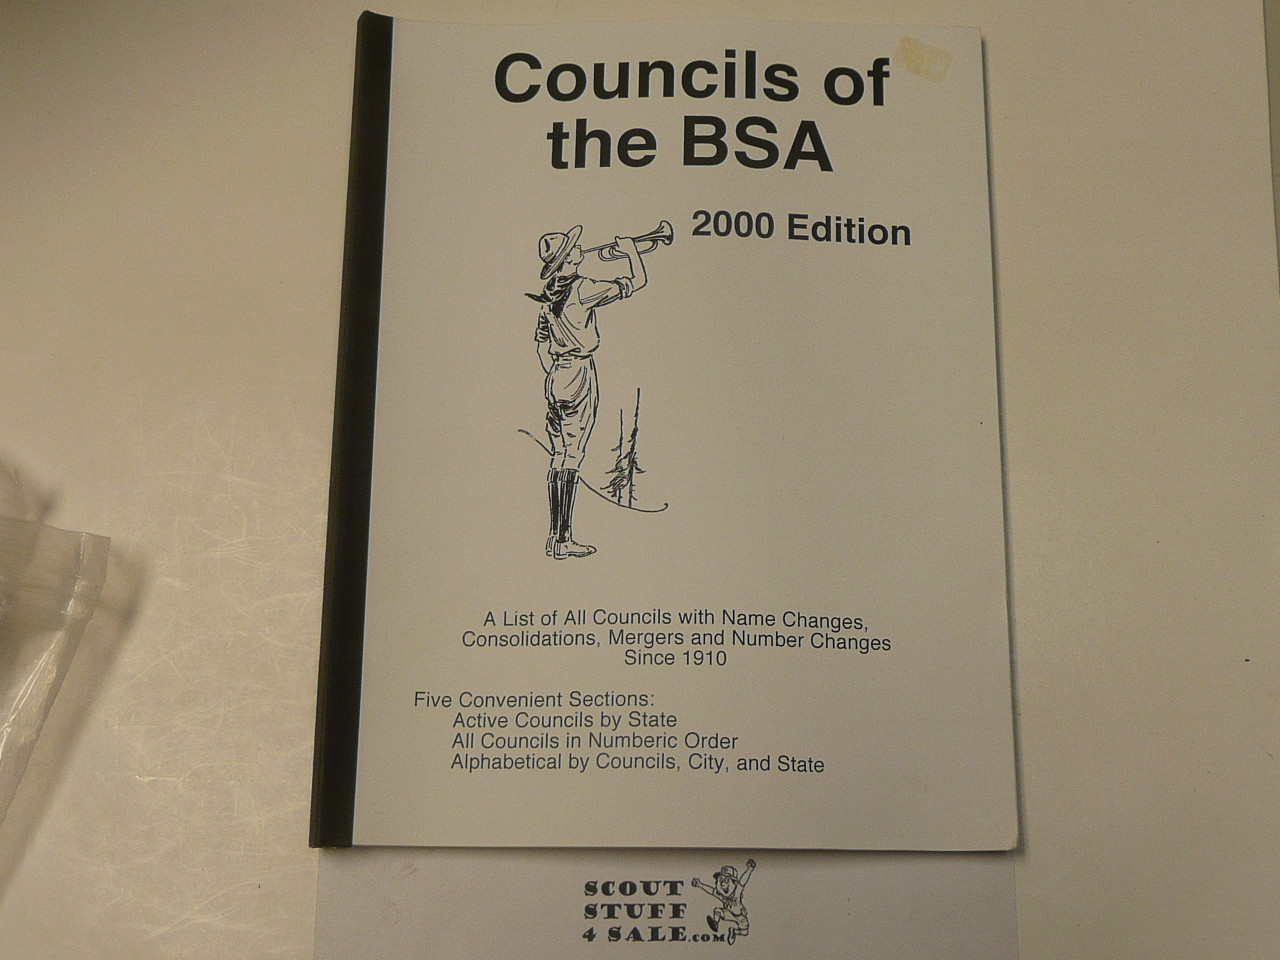 Councils of
the BSA
2000 Edition
A List of All Councils with Name Changes,
Consolidations, Mergers and Number Changes
Since 1910
Five Convenient Sections:
Active Councils by State
All Councils in Numberic Order
Alphabetical by Councils, City, and State
SCOUT
STUFF
4 SALE.COM